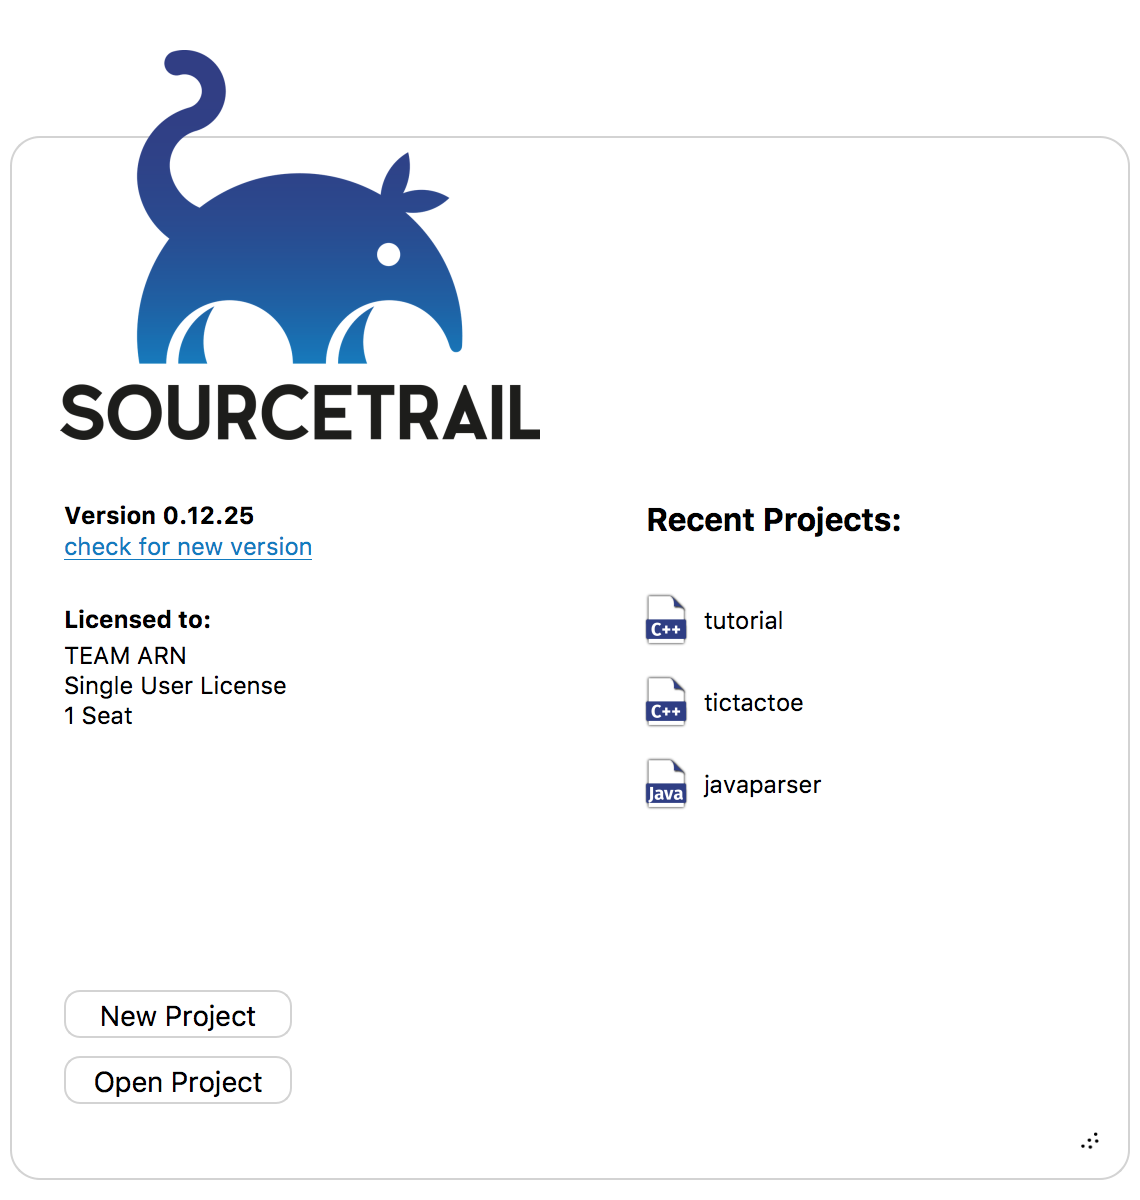 SOURCETRAIL
Version 0.12.25
check for new version
Licensed to:
TEAM ARN
Single User License
1 Seat
New Project
Open Project
Recent Projects:
C++ tutorial
C++ tictactoe
Java javaparser